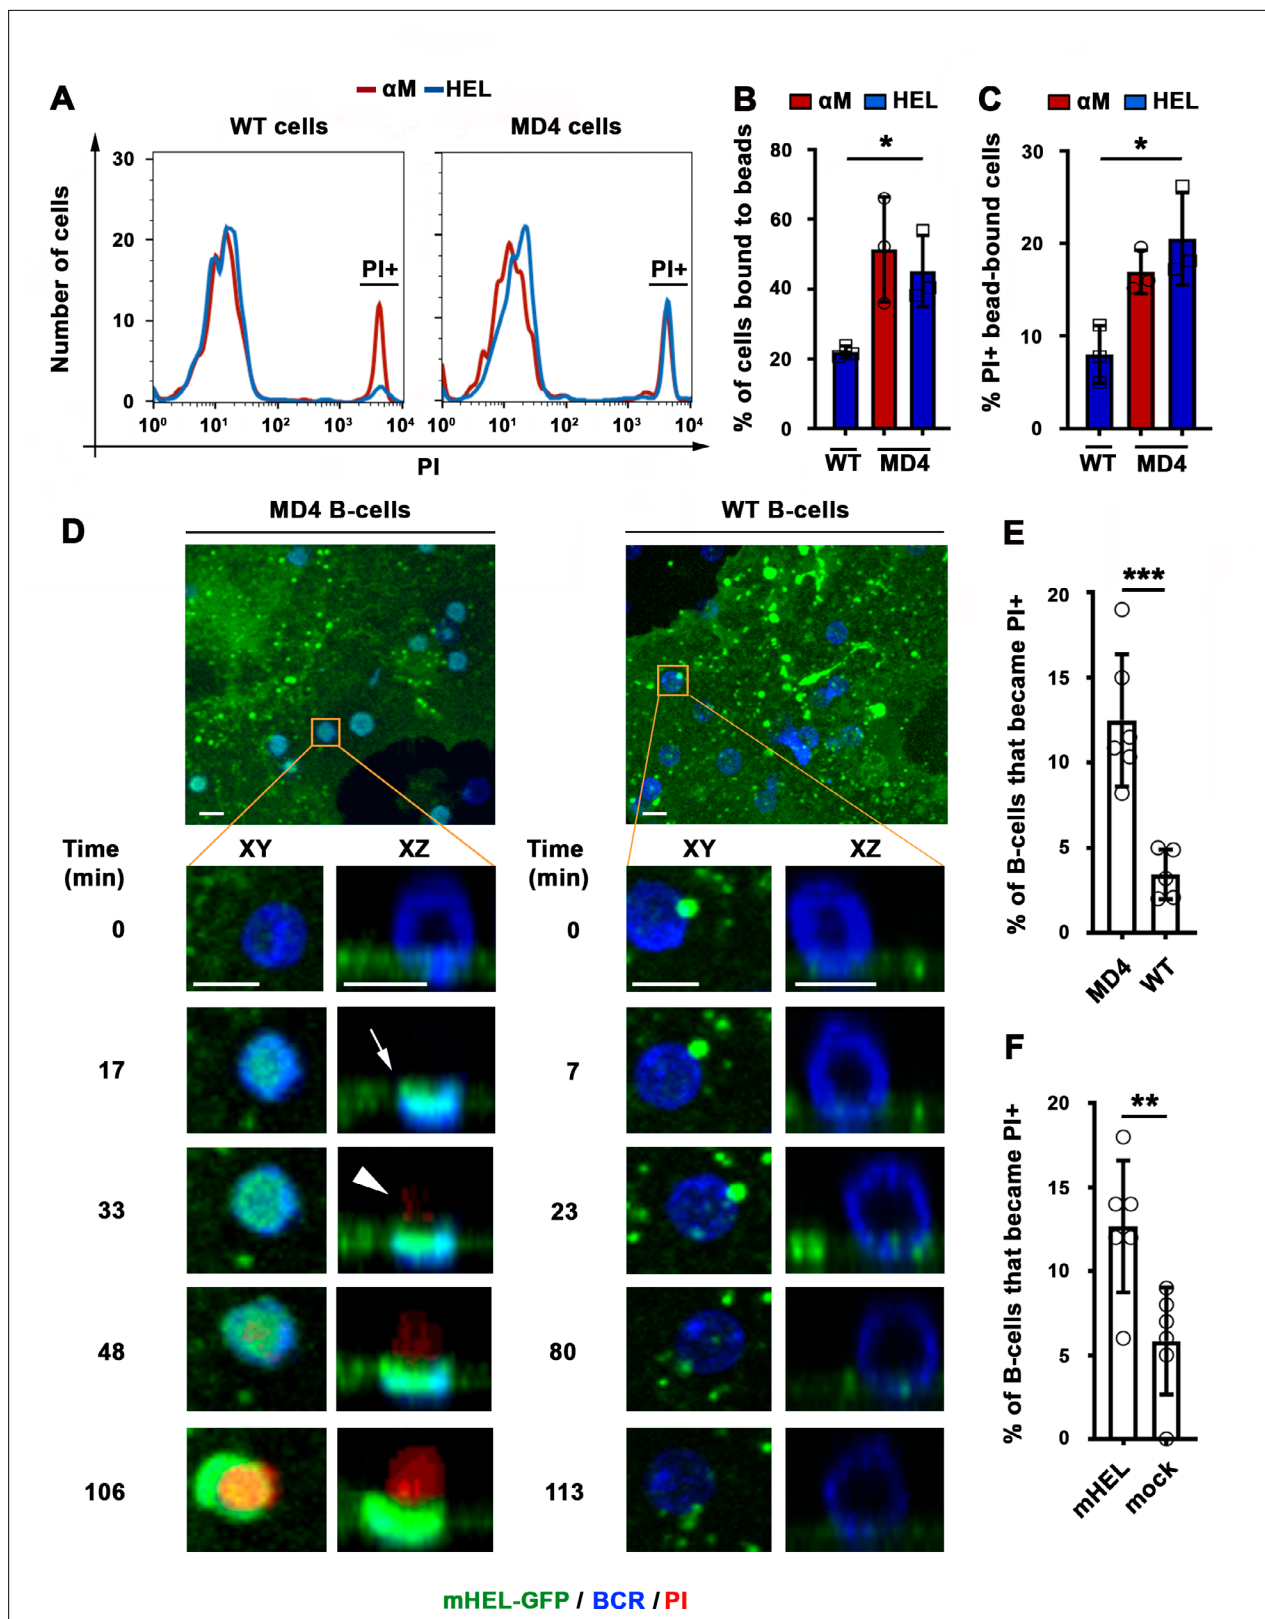 A
αM HEL
WT cells
MD4 cells
Number of cells
30
20
10
0
PI+
PI+
10⁰ 10¹ 10² 10³ 10⁴
10⁰ 10¹ 10² 10³ 10⁴
PI
B
αM HEL
% of cells bound to beads
80
60
40
20
0
*
WT MD4
C
αM HEL
% PI+ bead-bound cells
30
20
10
0
*
WT MD4
D
MD4 B-cells
WT B-cells
Time (min)
XY
XZ
Time (min)
XY
XZ
0
0
17
7
33
23
48
80
106
113
mHEL-GFP / BCR / PI
E
% of B-cells that became PI+
20
15
10
5
0
***
MD4
WT
F
% of B-cells that became PI+
20
15
10
5
0
**
mHEL
mock